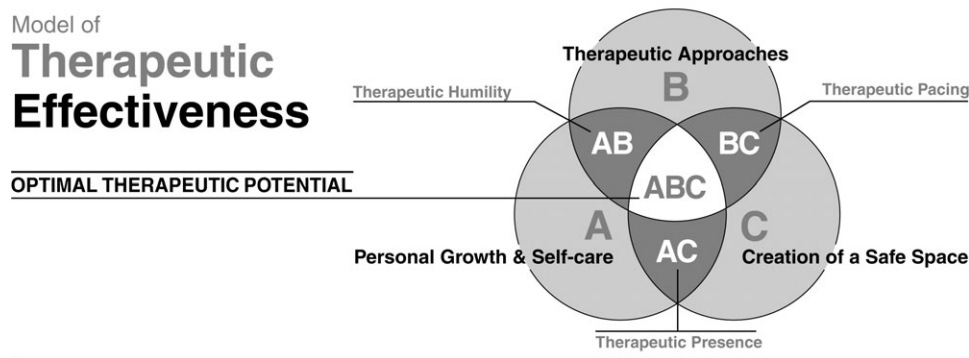 Model of
Therapeutic
Effectiveness
OPTIMAL THERAPEUTIC POTENTIAL
Therapeutic Approaches
B
Therapeutic Humility
Therapeutic Pacing
AB
BC
ABC
A
C
Personal Growth & Self-care
AC
Creation of a Safe Space
Therapeutic Presence